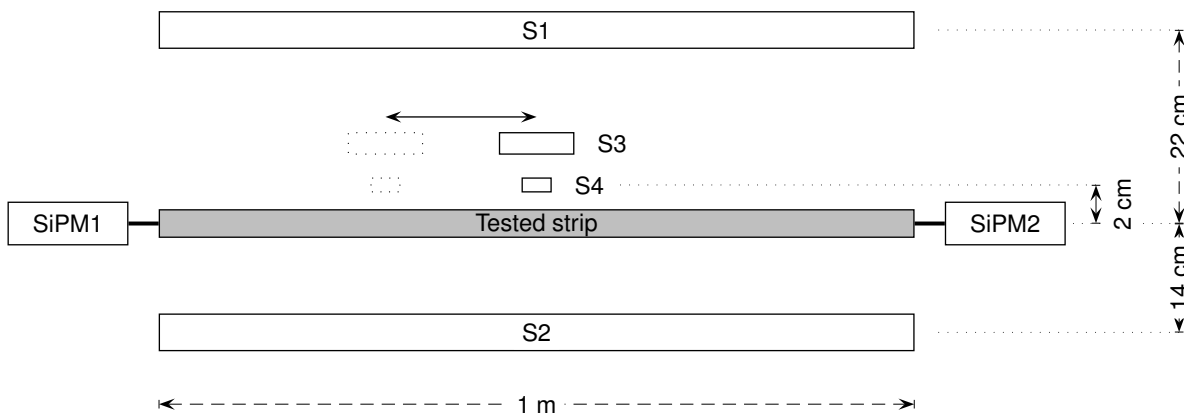 S1
S3
S4
22 cm
SiPM1
Tested strip
SiPM2
2 cm
14 cm
S2
1 m